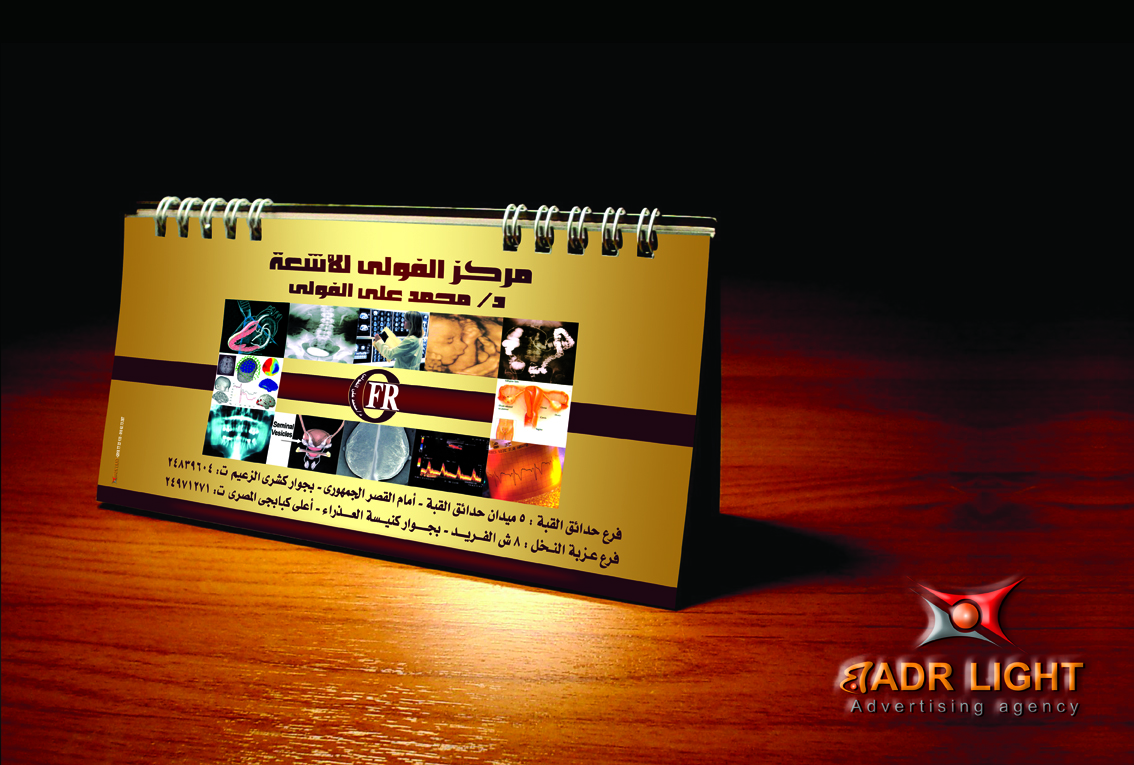 مركز الفولى للأشعة
د/ محمد على الفولى
FR
Seminal
Vesicles
فرع حدائق القبة : ٥ ميدان حدائق القبة - أمام القصر الجمهورى - بجوار كشرى الزعيم ت: ٢٤٨٣٩٦٠٤
فرع عزبة النخل : ٨ ش الفريد - بجوار كنيسة العذراء - أعلى كبابجى المصرى ت: ٢٤٩٧١٢٧١
BADR LIGHT
Advertising agency